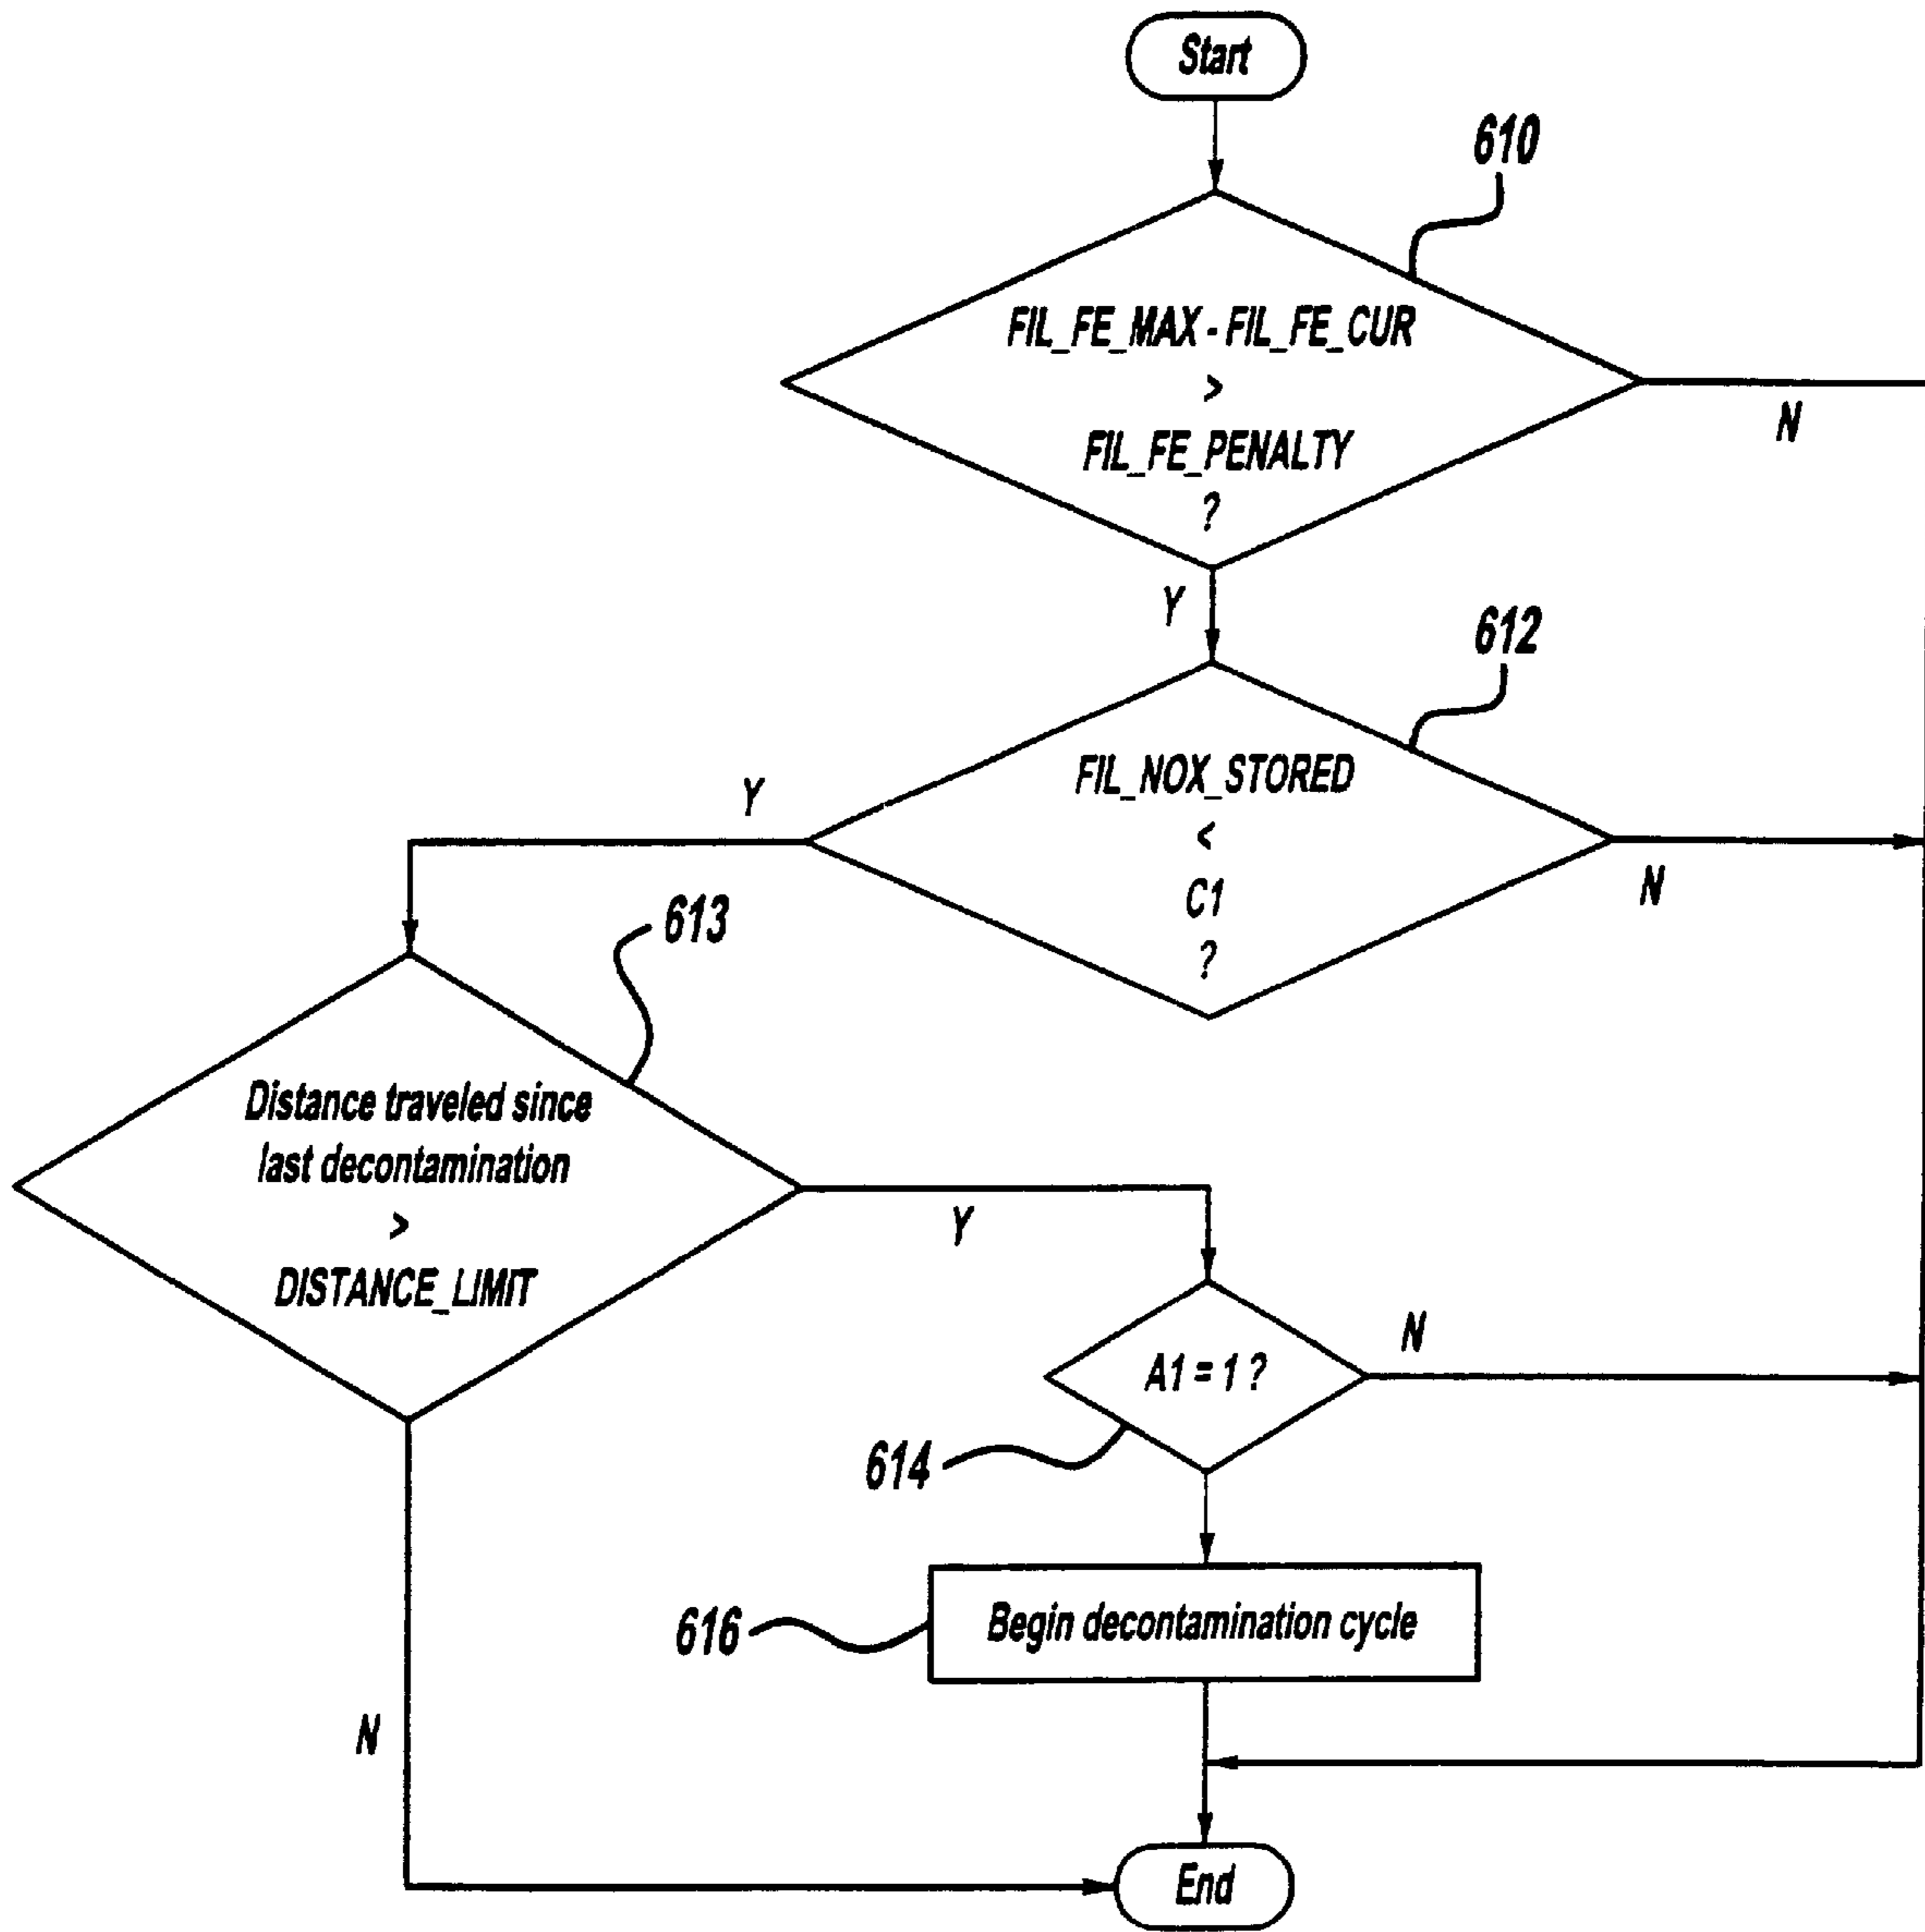 Start
610
FIL_FE_MAX - FIL_FE_CUR
>
FIL_FE_PENALTY
?
N
Y
612
FIL_NOX_STORED
<
C1
?
Y
N
613
Distance traveled since
last decontamination
>
DISTANCE_LIMIT
Y
N
A1 = 1 ?
614
616
Begin decontamination cycle
N
End